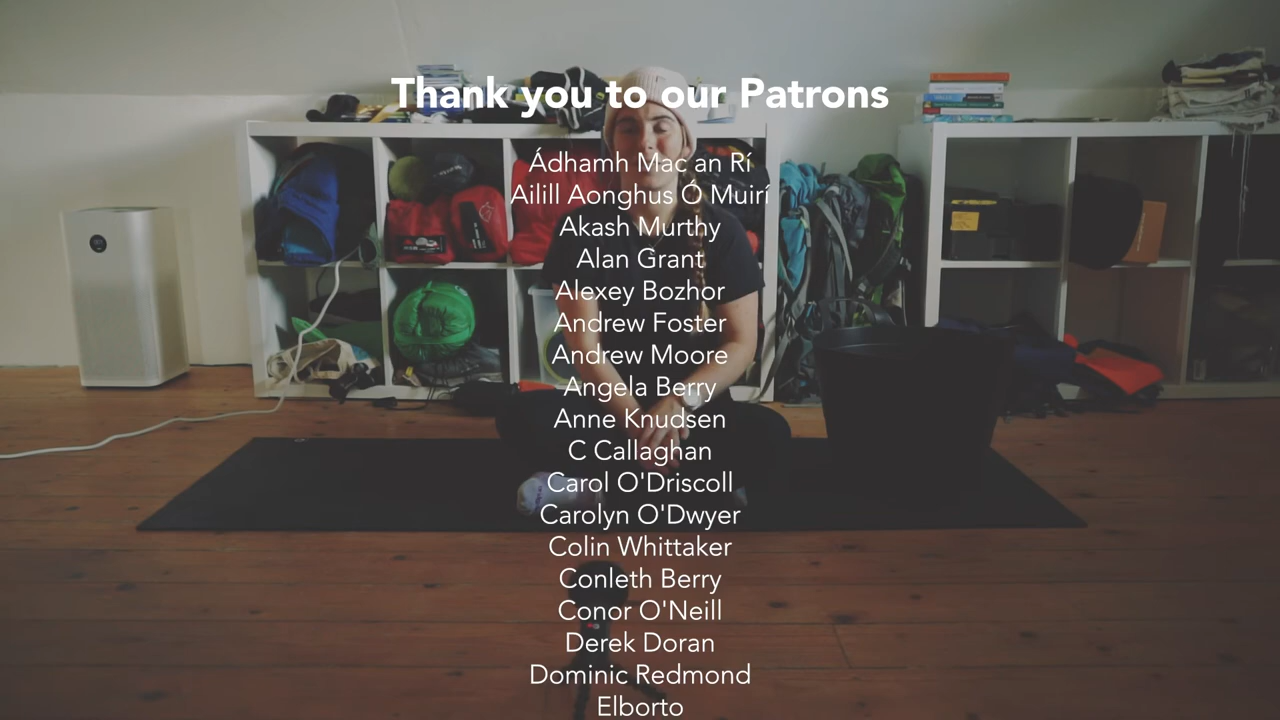 Thank you to our Patrons
Ádhamh Mac an Rí
Ailill Aonghus Ó Muirí
Akash Murthy
Alan Grant
Alexey Bozhor
Andrew Foster
Andrew Moore
Angela Berry
Anne Knudsen
C Callaghan
Carol O'Driscoll
Carolyn O'Dwyer
Colin Whittaker
Conleth Berry
Conor O'Neill
Derek Doran
Dominic Redmond
Elborto